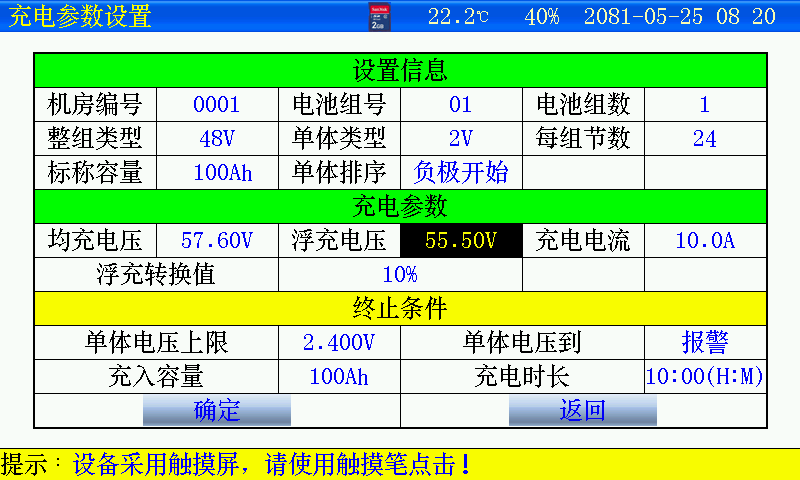 充电参数设置 SanDisk 2GB 22.2℃ 40% 2081-05-25 08 20
设置信息
机房编号 0001 电池组号 01 电池组数 1
整组类型 48V 单体类型 2V 每组节数 24
标称容量 100Ah 单体排序 负极开始
充电参数
均充电压 57.60V 浮充电压 55.50V 充电电流 10.0A
浮充转换值 10%
终止条件
单体电压上限 2.400V 单体电压到 报警
充入容量 100Ah 充电时长 10:00(H:M)
确定 返回
提示：设备采用触摸屏，请使用触摸笔点击！